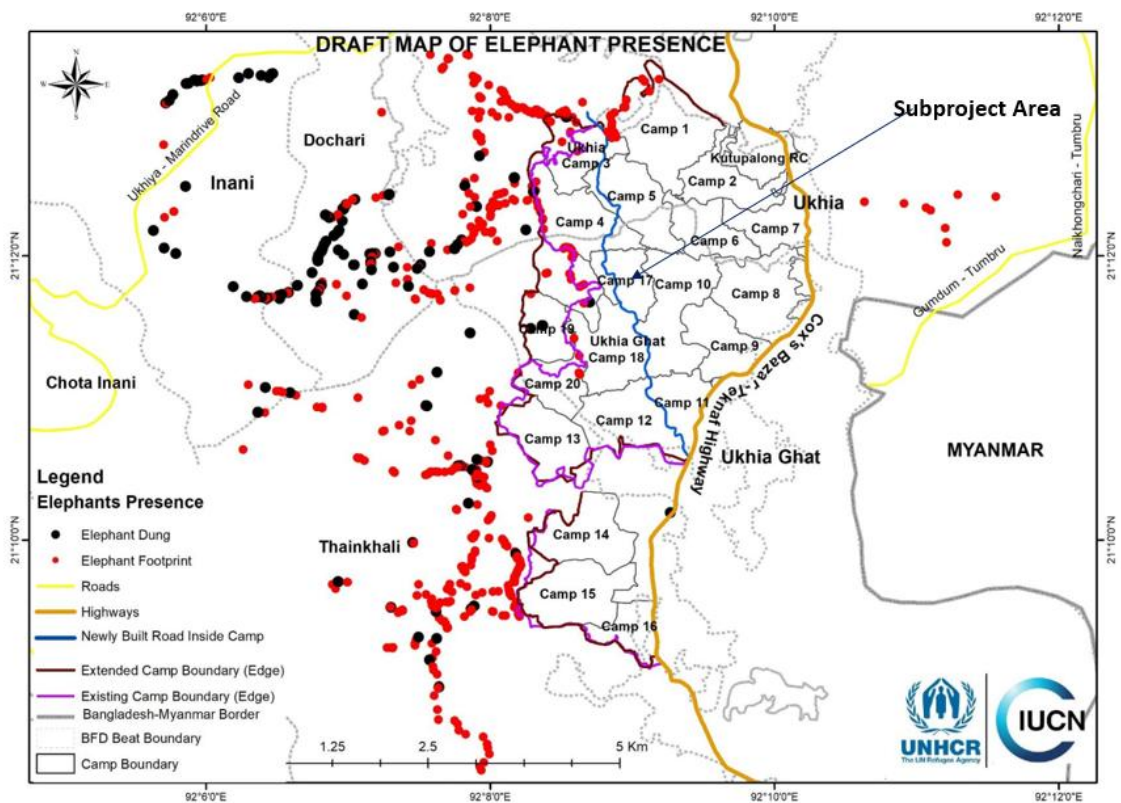 92°6'0"E
92°8'0"E
92°10'0"E
92°12'0"E
DRAFT MAP OF ELEPHANT PRESENCE
N
W
E
S
Subproject Area
Camp 1
Dochari
Kutupalong RC
Ukhia
Camp 3
Ukhiya - Marindrive Road
Inani
Camp 2
Camp 5
Ukhia
Naikhongchari - Tumbru
Camp 4
Camp 7
Camp 6
21°12'0"N
21°12'0"N
Camp 17
Camp 10
Camp 8
Gumdum - Tumbru
Camp 19
Ukhia Ghat
Camp 18
Camp 9
Cox's Bazar -Teknaf Highway
Chota Inani
Camp 20
Camp 11
Camp 12
Camp 13
Ukhia Ghat
MYANMAR
Legend
Elephants Presence
Elephant Dung
Elephant Footprint
Roads
Highways
Newly Built Road Inside Camp
Extended Camp Boundary (Edge)
Existing Camp Boundary (Edge)
Bangladesh-Myanmar Border
BFD Beat Boundary
Camp Boundary
Camp 14
Thainkhali
21°10'0"N
21°10'0"N
Camp 15
Camp 16
1.25
2.5
5 Km
UNHCR
The UN Refugee Agency
IUCN
92°6'0"E
92°8'0"E
92°10'0"E
92°12'0"E